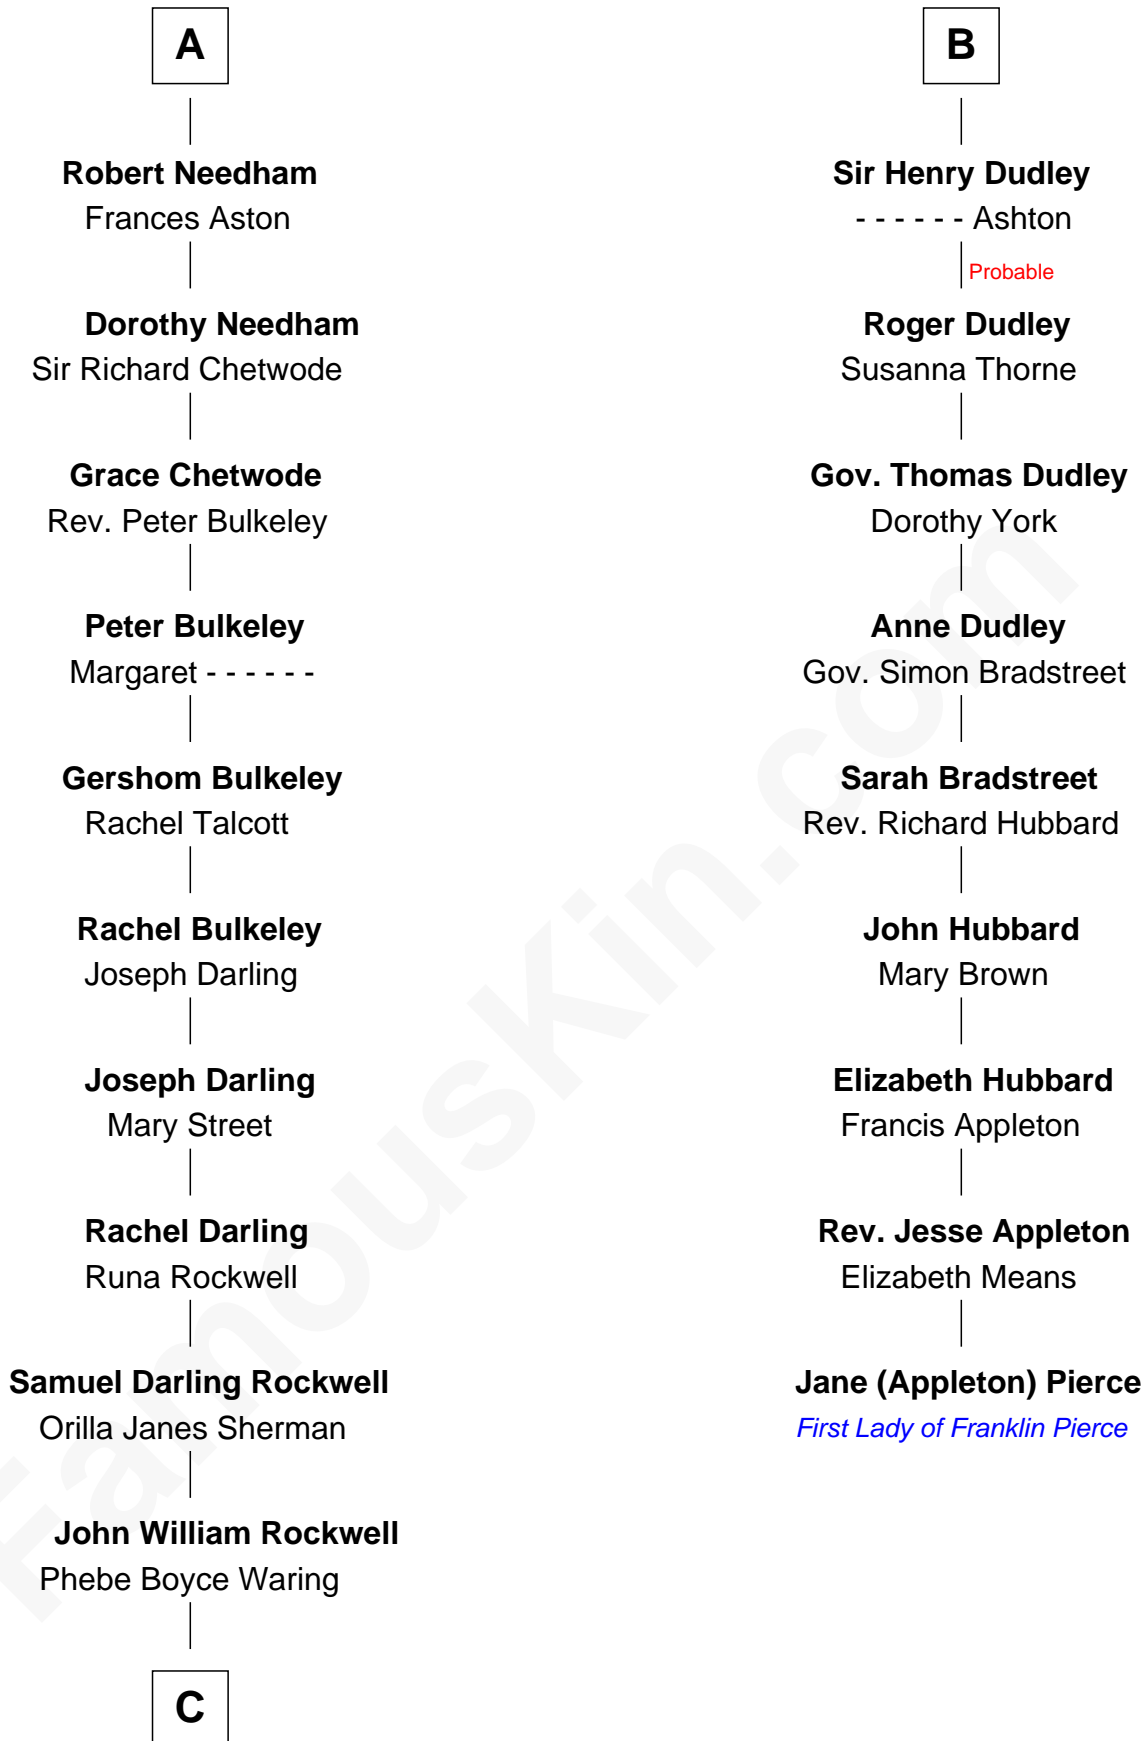 A
Robert Needham
Frances Aston
Dorothy Needham
Sir Richard Chetwode
Grace Chetwode
Rev. Peter Bulkeley
Peter Bulkeley
Margaret - - - - - -
Gershom Bulkeley
Rachel Talcott
Rachel Bulkeley
Joseph Darling
Joseph Darling
Mary Street
Rachel Darling
Runa Rockwell
Samuel Darling Rockwell
Orilla Janes Sherman
John William Rockwell
Phebe Boyce Waring
C
B
Sir Henry Dudley
- - - - - - Ashton
Probable
Roger Dudley
Susanna Thorne
Gov. Thomas Dudley
Dorothy York
Anne Dudley
Gov. Simon Bradstreet
Sarah Bradstreet
Rev. Richard Hubbard
John Hubbard
Mary Brown
Elizabeth Hubbard
Francis Appleton
Rev. Jesse Appleton
Elizabeth Means
Jane (Appleton) Pierce
First Lady of Franklin Pierce
FamousKin.com